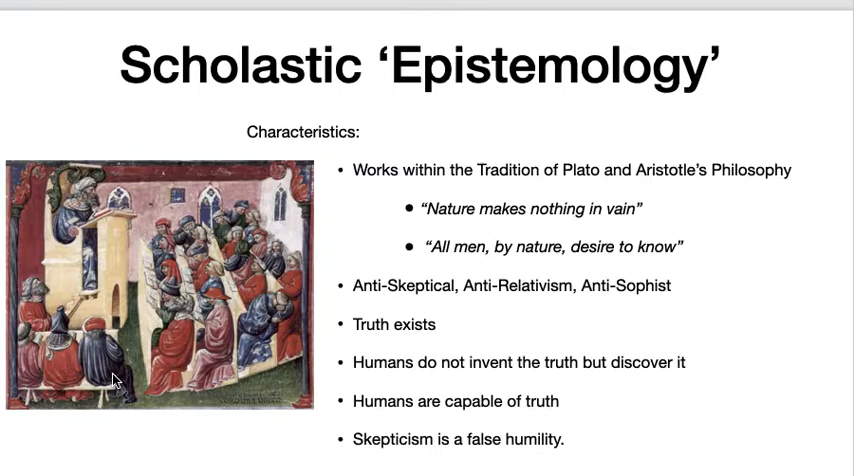 Scholastic ‘Epistemology’
Characteristics:
• Works within the Tradition of Plato and Aristotle’s Philosophy
• “Nature makes nothing in vain”
• “All men, by nature, desire to know”
• Anti-Skeptical, Anti-Relativism, Anti-Sophist
• Truth exists
• Humans do not invent the truth but discover it
• Humans are capable of truth
• Skepticism is a false humility.